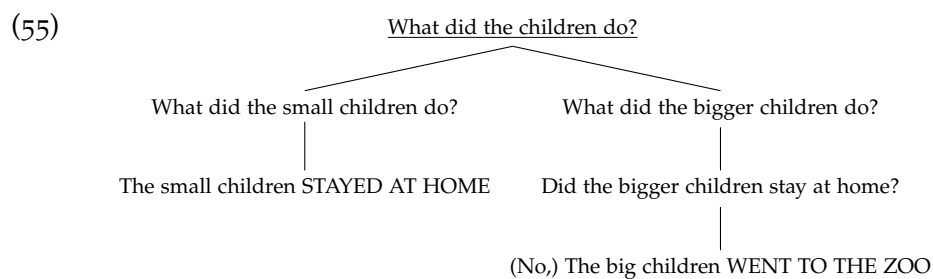 (55) What did the children do?
What did the small children do? What did the bigger children do?
The small children STAYED AT HOME Did the bigger children stay at home?
(No,) The big children WENT TO THE ZOO